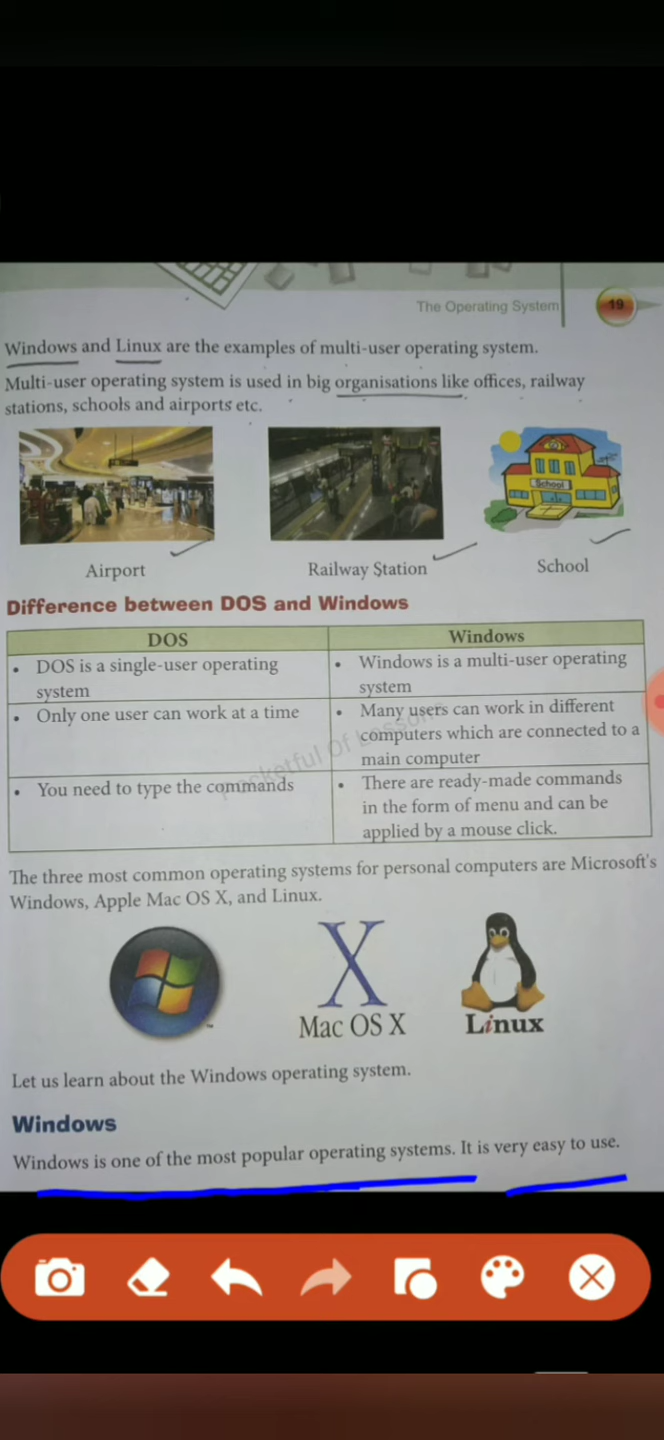 The Operating System 19
Windows and Linux are the examples of multi-user operating system.
Multi-user operating system is used in big organisations like offices, railway
stations, schools and airports etc.
School
Airport Railway Station School
Difference between DOS and Windows
DOS Windows
• DOS is a single-user operating
system
• Windows is a multi-user operating
system
• Only one user can work at a time
• Many users can work in different
computers which are connected to a
main computer
• You need to type the commands
• There are ready-made commands
in the form of menu and can be
applied by a mouse click.
Pocketful Of Lessons
The three most common operating systems for personal computers are Microsoft's
Windows, Apple Mac OS X, and Linux.
X
Mac OS X Linux
Let us learn about the Windows operating system.
Windows
Windows is one of the most popular operating systems. It is very easy to use.